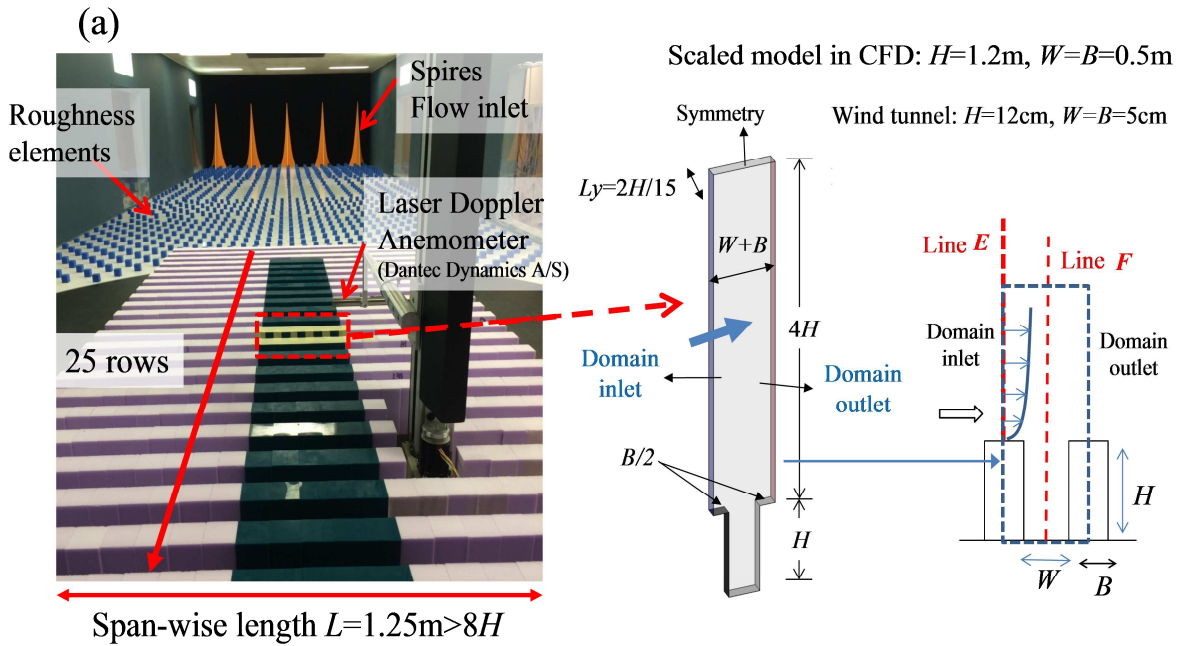 (a)
Roughness
elements
Spires
Flow inlet
Laser Doppler
Anemometer
(Dantec Dynamics A/S)
25 rows
Span-wise length L=1.25m>8H
Scaled model in CFD: H=1.2m, W=B=0.5m
Wind tunnel: H=12cm, W=B=5cm
Symmetry
Ly=2H/15
W+B
4H
Domain
inlet
Domain
outlet
B/2
H
Line E
Line F
Domain
inlet
Domain
outlet
H
W
B